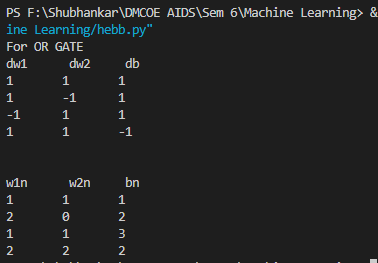 PS F:\Shubhankar\DMCOE AIDS\Sem 6\Machine Learning> &
ine Learning/hebb.py"
For OR GATE
dw1 dw2 db
1 1 1
1 -1 1
-1 1 1
1 1 -1
w1n w2n bn
1 1 1
2 0 2
1 1 3
2 2 2